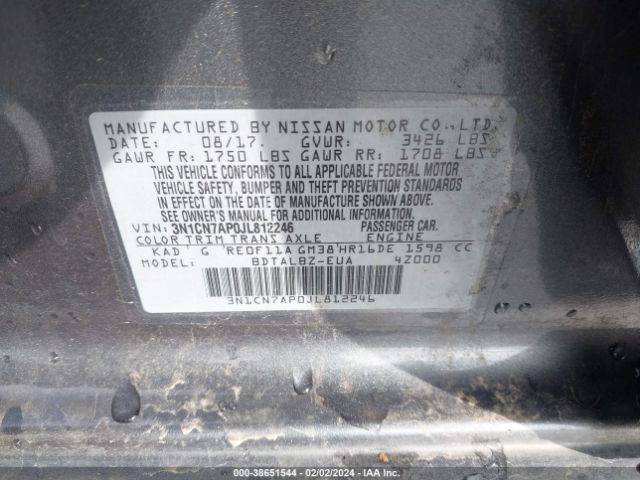 MANUFACTURED BY NISSAN MOTOR CO., LTD.
DATE: 08/17. GVWR: 3426 LBS
GAWR FR: 1750 LBS GAWR RR: 1708 LBS
THIS VEHICLE CONFORMS TO ALL APPLICABLE FEDERAL MOTOR
VEHICLE SAFETY, BUMPER AND THEFT PREVENTION STANDARDS
IN EFFECT ON THE DATE OF MANUFACTURE SHOWN ABOVE.
SEE OWNER'S MANUAL FOR ADDITIONAL INFORMATION.
VIN: 3N1CN7AP0JL812246 PASSENGER CAR.
COLOR TRIM TRANS AXLE ENGINE
KAD G RE0F11A GM38 HR16DE 1598 CC
MODEL: BDTALBZ-EUA 4Z000
3N1CN7AP0JL812246
000-38651544 - 02/02/2024 - IAA Inc.